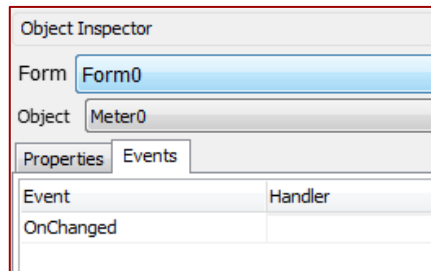 Object Inspector
Form Form0
Object Meter0
Properties Events
Event Handler
OnChanged